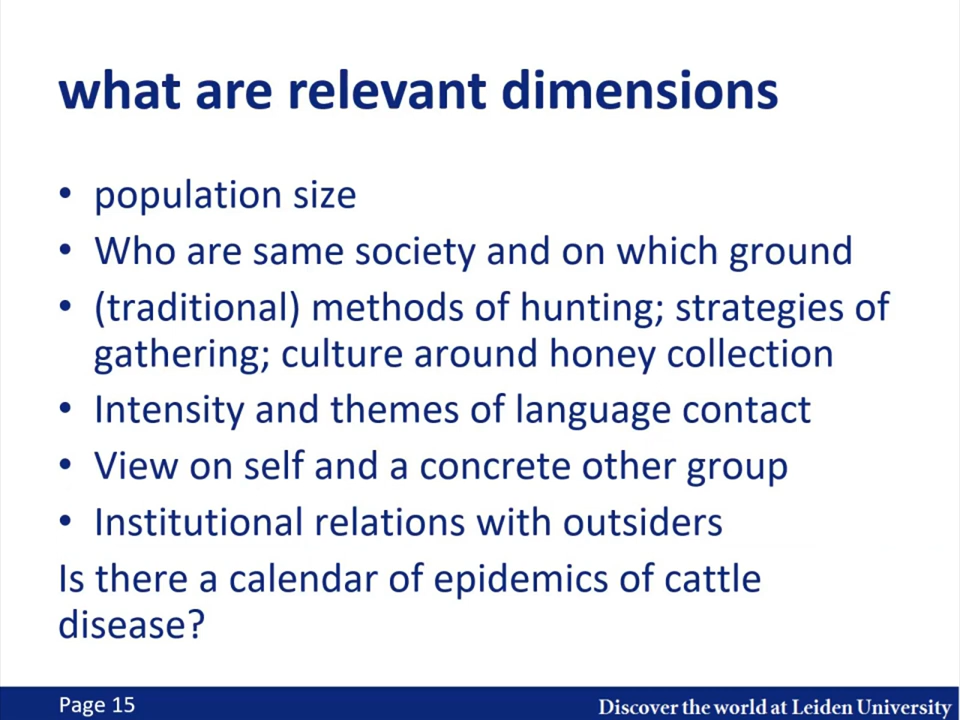 what are relevant dimensions
• population size
• Who are same society and on which ground
• (traditional) methods of hunting; strategies of
gathering; culture around honey collection
• Intensity and themes of language contact
• View on self and a concrete other group
• Institutional relations with outsiders
Is there a calendar of epidemics of cattle
disease?
Page 15
Discover the world at Leiden University